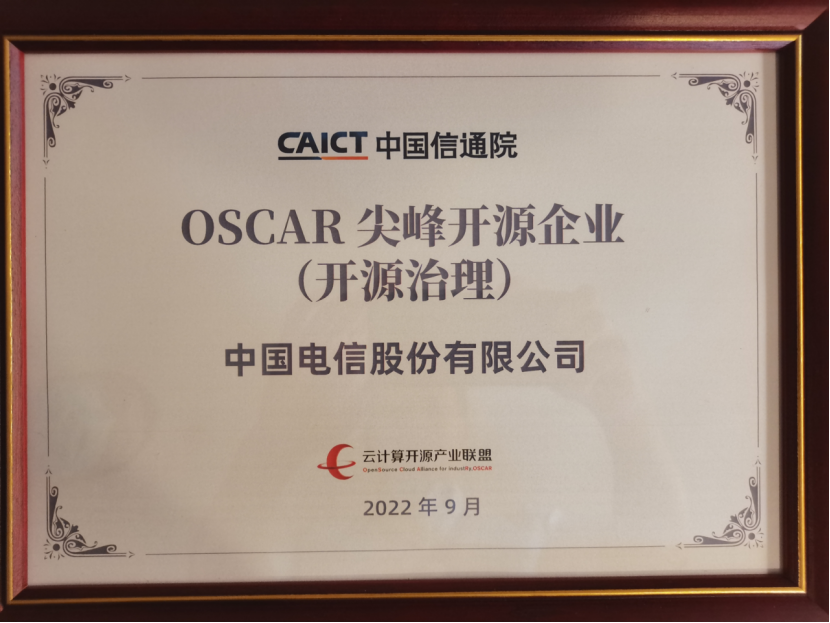 CAICT 中国信通院
OSCAR 尖峰开源企业
（开源治理）
中国电信股份有限公司
云计算开源产业联盟
OpenSource Cloud Alliance for Industry,OSCAR
2022 年 9 月